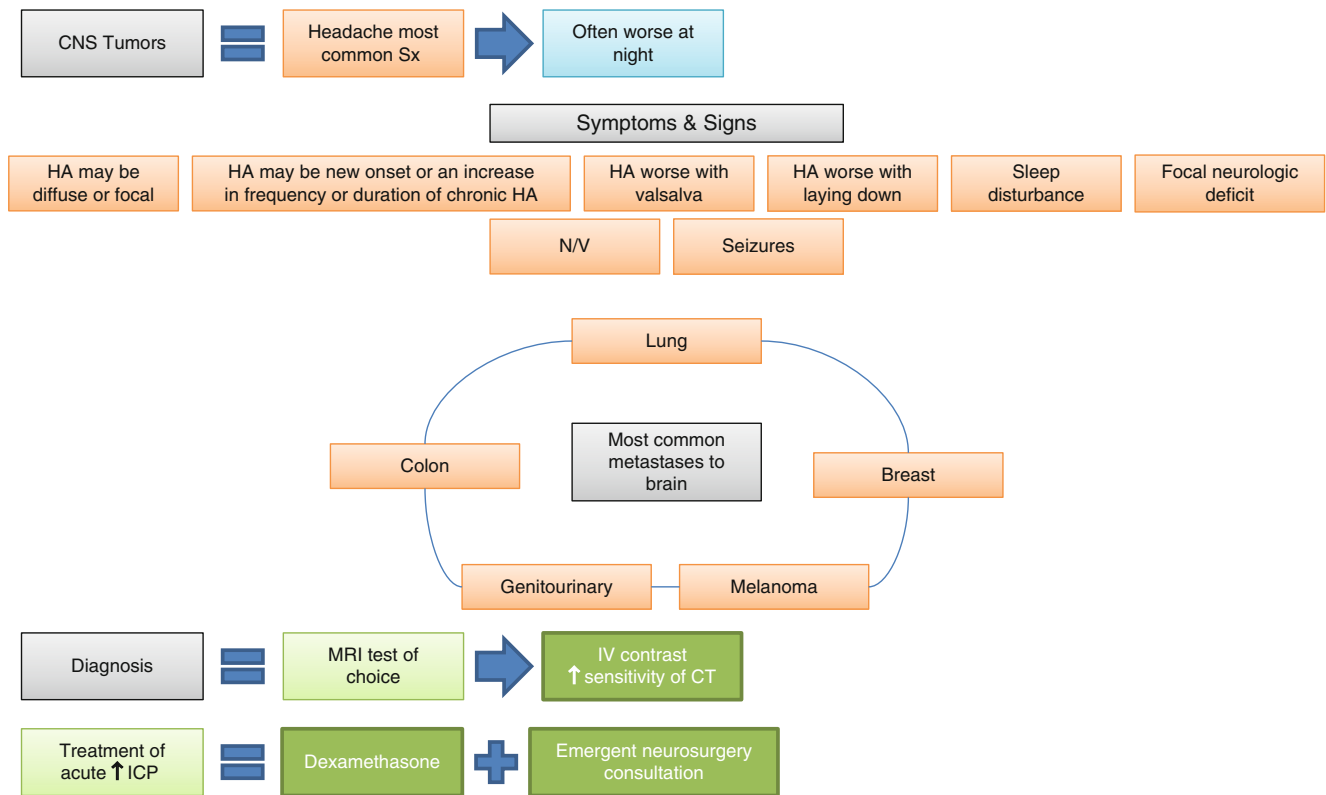 CNS Tumors
Headache most
common Sx
Often worse at
night
Symptoms & Signs
HA may be
diffuse or focal
HA may be new onset or an increase
in frequency or duration of chronic HA
HA worse with
valsalva
HA worse with
laying down
Sleep
disturbance
Focal neurologic
deficit
N/V
Seizures
Lung
Colon
Most common
metastases to
brain
Breast
Genitourinary
Melanoma
Diagnosis
MRI test of
choice
IV contrast
↑ sensitivity of CT
Treatment of
acute ↑ ICP
Dexamethasone
Emergent neurosurgery
consultation